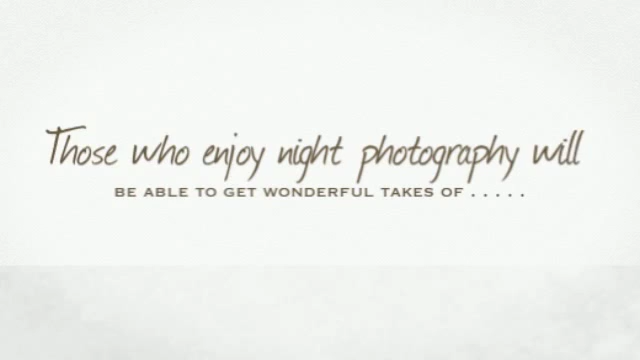 Those who enjoy night photography will
BE ABLE TO GET WONDERFUL TAKES OF . . . . .